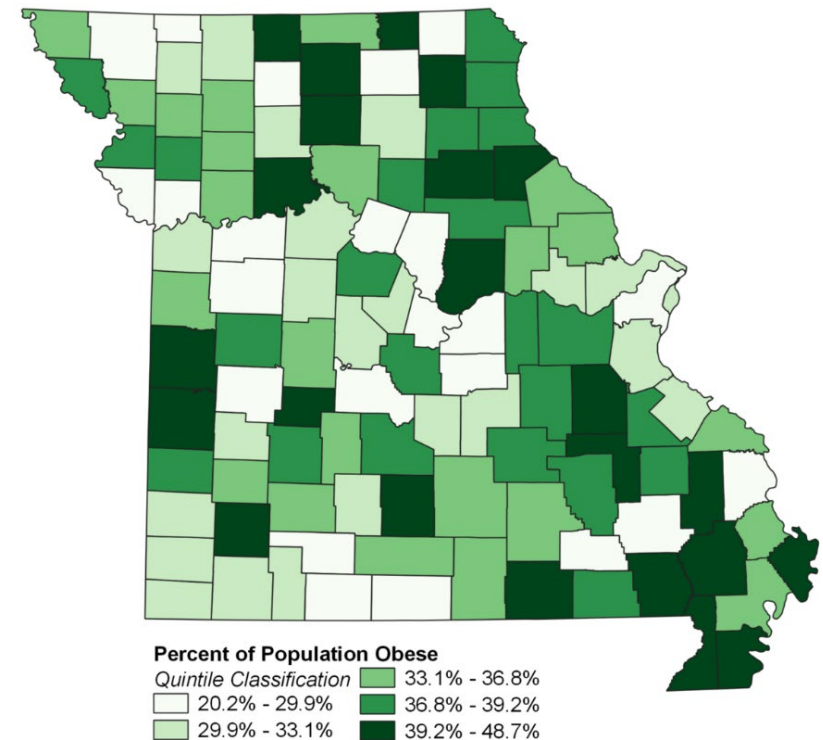 Percent of Population Obese
Quintile Classification
20.2% - 29.9%
29.9% - 33.1%
33.1% - 36.8%
36.8% - 39.2%
39.2% - 48.7%